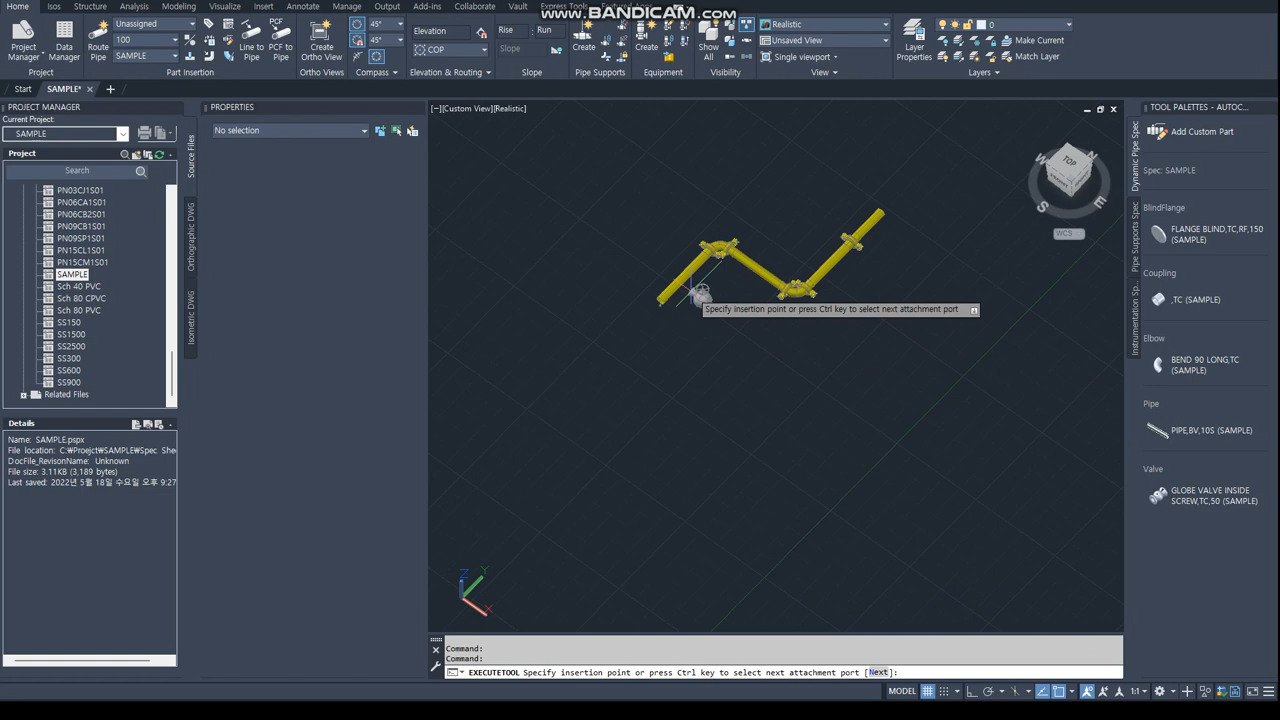 www.BANDICAM.com
Home Isos Structure Analysis Modeling Visualize Insert Annotate Manage Output Add-ins Collaborate Vault
Project Manager
Data Manager
Route Pipe
Unassigned
100
SAMPLE
Line to Pipe
PCF to Pipe
Create Ortho View
45°
45°
Elevation
COP
Rise
Run
Slope
Create
Create
Show All
Realistic
Unsaved View
Single viewport
Layer Properties
0
Make Current
Match Layer
Project
Part Insertion
Ortho Views
Compass
Elevation & Routing
Slope
Pipe Supports
Equipment
Visibility
View
Layers
Start
SAMPLE*
PROJECT MANAGER
Current Project:
SAMPLE
Project
Search
PN03CJ1S01
PN06CA1S01
PN06CB2S01
PN09CB1S01
PN09SP1S01
PN15CL1S01
PN15CM1S01
SAMPLE
Sch 40 PVC
Sch 80 CPVC
Sch 80 PVC
SS150
SS1500
SS2500
SS300
SS600
SS900
Related Files
Details
Name: SAMPLE.pspx
File location: C:￦Proejct￦SAMPLE￦Spec Shee
DocFile_RevisonName: Unknown
File size: 3.11KB (3,189 bytes)
Last saved: 2022년 5월 18일 수요일 오후 9:27
Source Files
Orthographic DWG
Isometric DWG
PROPERTIES
No selection
[−][Custom View][Realistic]
TOP
FRONT
W
N
S
E
WCS
Specify insertion point or press Ctrl key to select next attachment port
Z
Y
X
Command:
Command:
EXECUTETOOL Specify insertion point or press Ctrl key to select next attachment port [Next]:
TOOL PALETTES - AUTOC...
Dynamic Pipe Spec
Pipe Supports Spec
Add Custom Part
Spec: SAMPLE
BlindFlange
FLANGE BLIND,TC,RF,150
(SAMPLE)
Coupling
,TC (SAMPLE)
Elbow
BEND 90 LONG,TC
(SAMPLE)
Pipe
PIPE,BV,10S (SAMPLE)
Valve
GLOBE VALVE INSIDE
SCREW,TC,50 (SAMPLE)
MODEL
1:1